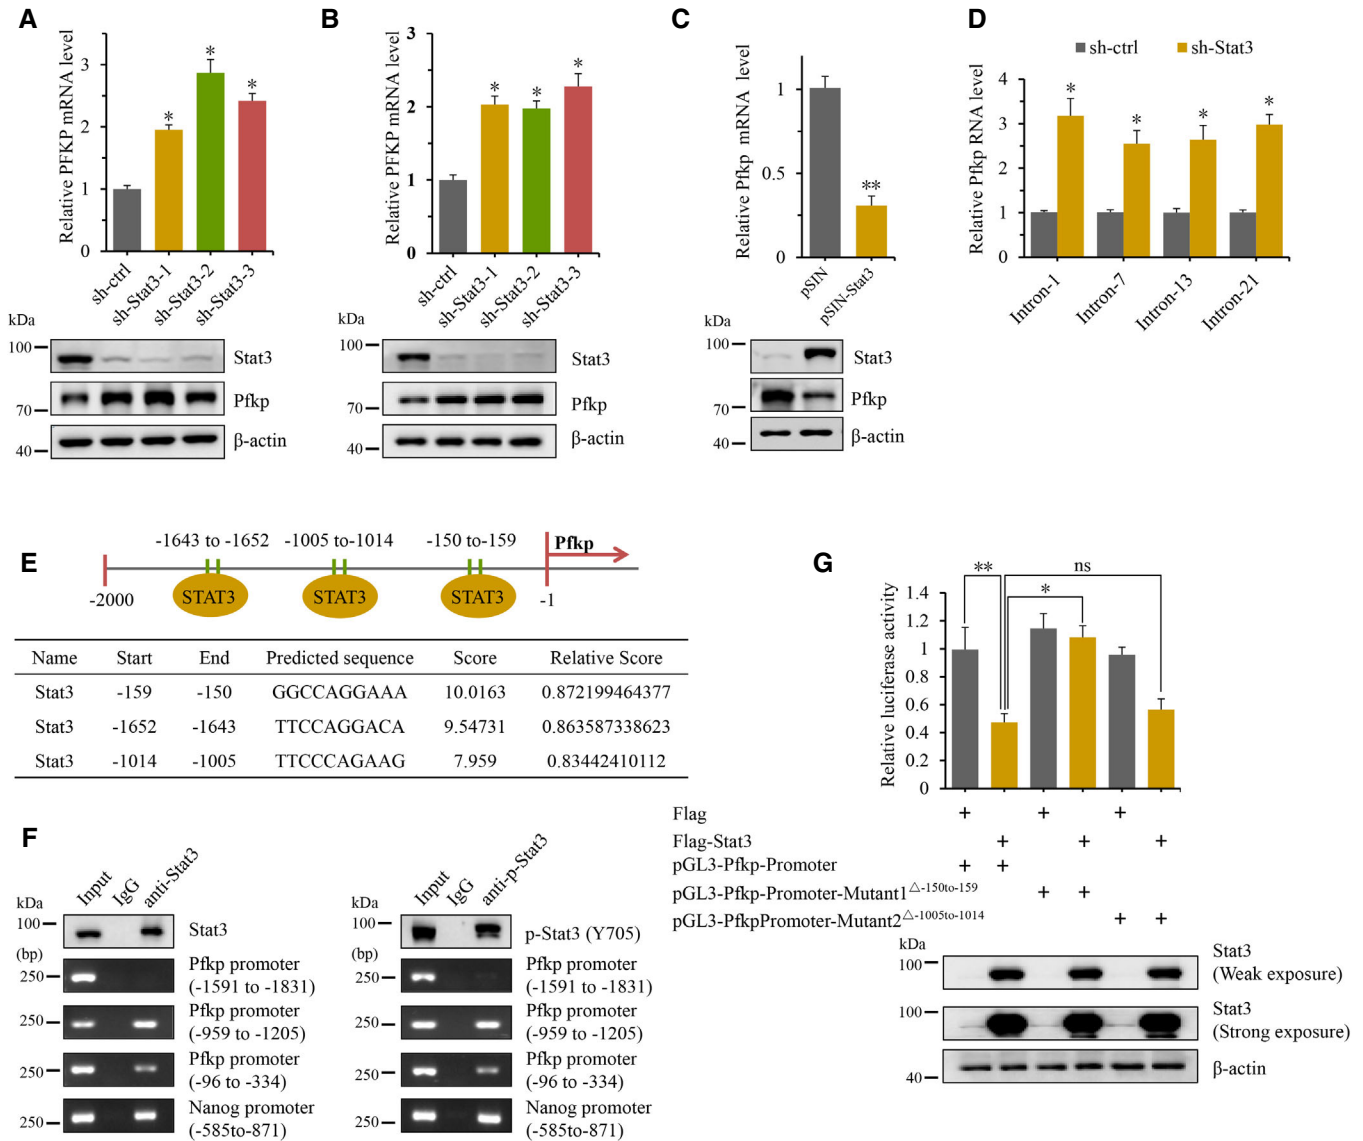 A
Relative PFKP mRNA level
3
2
1
0
* * *
sh-ctrl
sh-Stat3-1
sh-Stat3-2
sh-Stat3-3
kDa
100
70
40
Stat3
Pfkp
β-actin
B
Relative PFKP mRNA level
3
2
1
0
* * *
sh-ctrl
sh-Stat3-1
sh-Stat3-2
sh-Stat3-3
kDa
100
70
40
Stat3
Pfkp
β-actin
C
Relative Pfkp mRNA level
1
0.5
0
**
pSIN
pSIN-Stat3
kDa
100
70
40
Stat3
Pfkp
β-actin
D
sh-ctrl sh-Stat3
Relative Pfkp RNA level
4
3
2
1
0
* * * *
Intron-1
Intron-7
Intron-13
Intron-21
E
-1643 to -1652 -1005 to-1014 -150 to-159 Pfkp
STAT3 STAT3 STAT3
-2000 -1
Name Start End Predicted sequence Score Relative Score
Stat3 -159 -150 GGCCAGGAAA 10.0163 0.872199464377
Stat3 -1652 -1643 TTCCAGGACA 9.54731 0.863587338623
Stat3 -1014 -1005 TTCCCAGAAG 7.959 0.83442410112
F
Input IgG anti-Stat3
kDa
100
(bp)
250
250
250
250
Stat3
Pfkp promoter
(-1591 to -1831)
Pfkp promoter
(-959 to -1205)
Pfkp promoter
(-96 to -334)
Nanog promoter
(-585to-871)
Input IgG anti-p-Stat3
kDa
100
(bp)
250
250
250
250
p-Stat3 (Y705)
Pfkp promoter
(-1591 to -1831)
Pfkp promoter
(-959 to -1205)
Pfkp promoter
(-96 to -334)
Nanog promoter
(-585to-871)
G
Relative luciferase activity
1.4
1.2
1
0.8
0.6
0.4
0.2
0
** * ns
Flag + + +
Flag-Stat3 + + +
pGL3-Pfkp-Promoter + +
pGL3-Pfkp-Promoter-Mutant1△-150to-159 + +
pGL3-PfkpPromoter-Mutant2△-1005to-1014 + +
kDa
100
100
40
Stat3
(Weak exposure)
Stat3
(Strong exposure)
β-actin